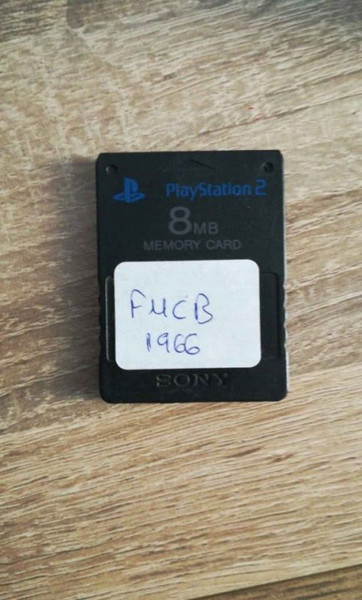 PlayStation 2
8MB
MEMORY CARD
FMCB
1966
SONY